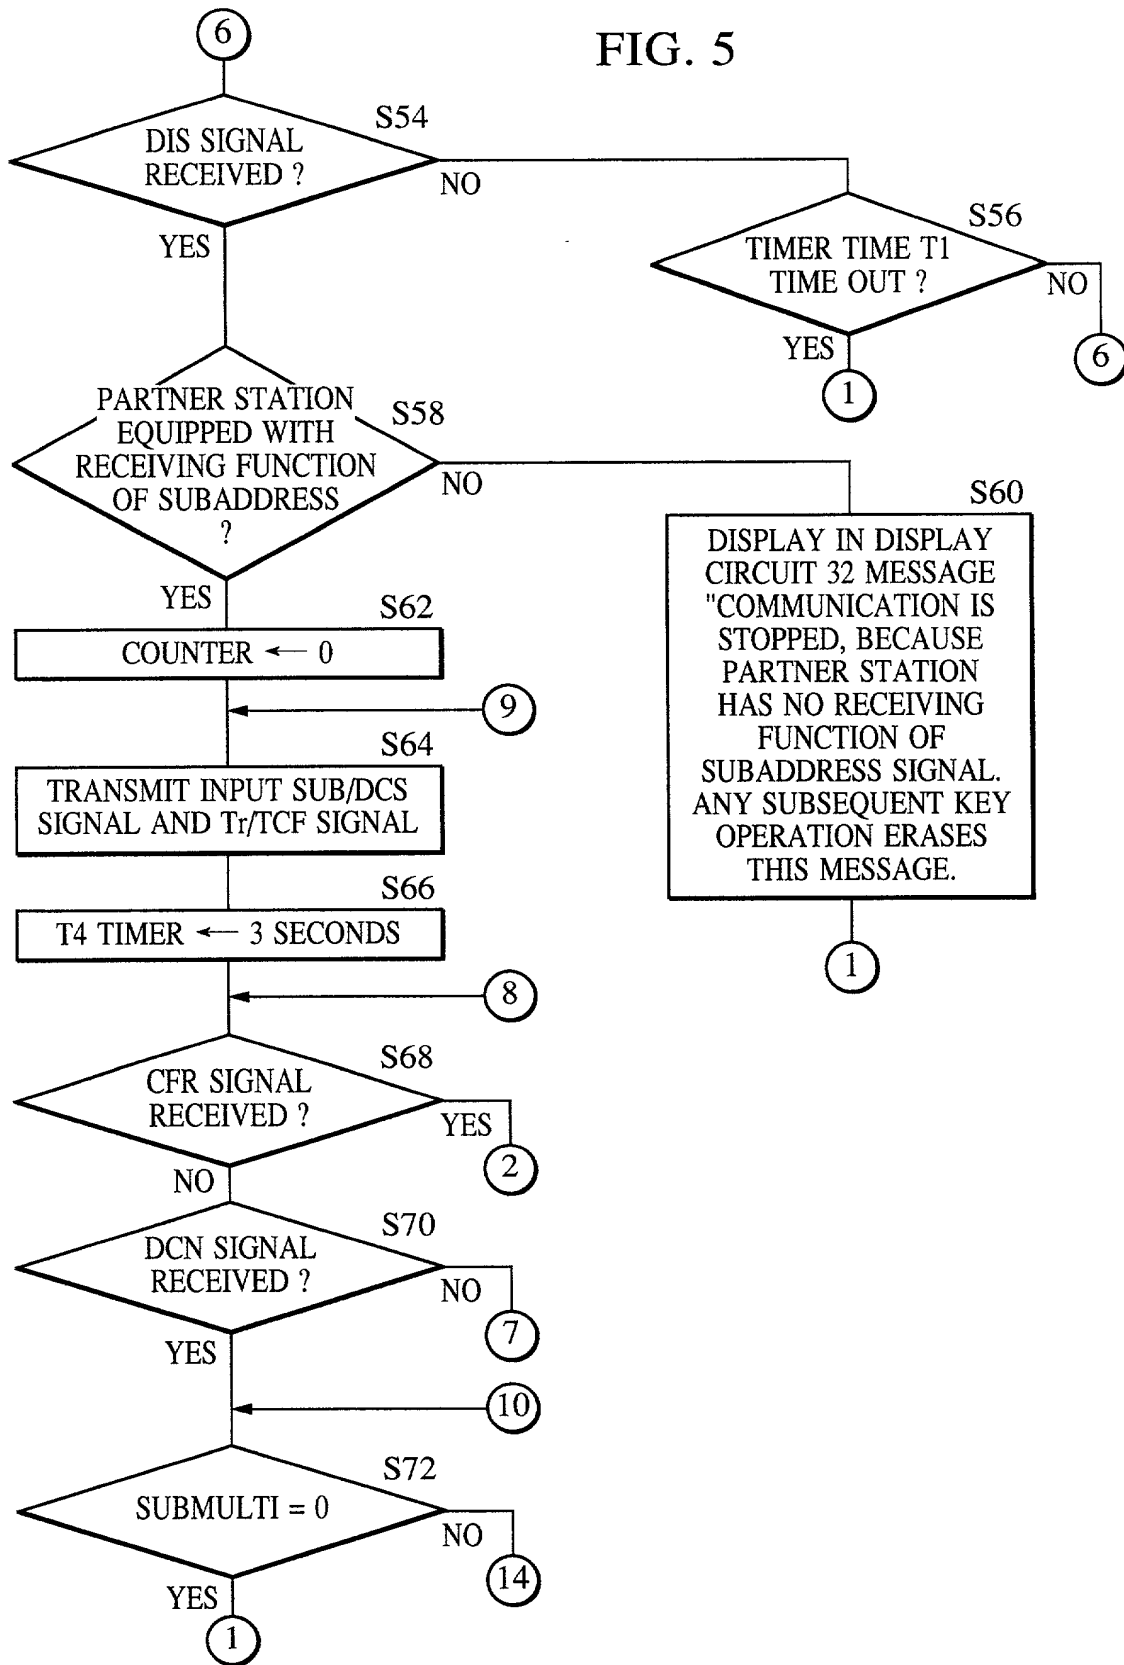 FIG. 5
6
S54
DIS SIGNAL
RECEIVED ?
NO
YES
S56
TIMER TIME T1
TIME OUT ?
NO
YES
6
1
S58
PARTNER STATION
EQUIPPED WITH
RECEIVING FUNCTION
OF SUBADDRESS
?
NO
YES
S60
DISPLAY IN DISPLAY
CIRCUIT 32 MESSAGE
"COMMUNICATION IS
STOPPED, BECAUSE
PARTNER STATION
HAS NO RECEIVING
FUNCTION OF
SUBADDRESS SIGNAL.
ANY SUBSEQUENT KEY
OPERATION ERASES
THIS MESSAGE.
1
S62
COUNTER ← 0
9
S64
TRANSMIT INPUT SUB/DCS
SIGNAL AND Tr/TCF SIGNAL
S66
T4 TIMER ← 3 SECONDS
8
S68
CFR SIGNAL
RECEIVED ?
YES
2
NO
S70
DCN SIGNAL
RECEIVED ?
NO
7
YES
10
S72
SUBMULTI = 0
NO
14
YES
1